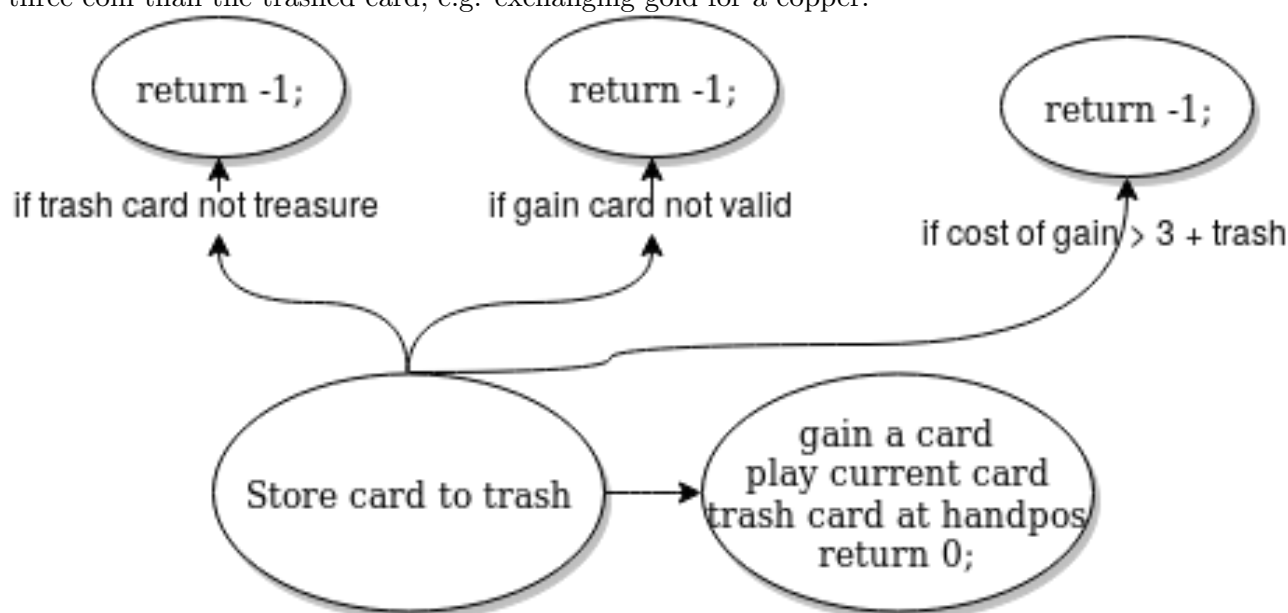 three coin than the trashed card, e.g. exchanging gold for a copper.
return -1;
return -1;
return -1;
if trash card not treasure
if gain card not valid
if cost of gain > 3 + trash
Store card to trash
gain a card
play current card
trash card at handpos
return 0;